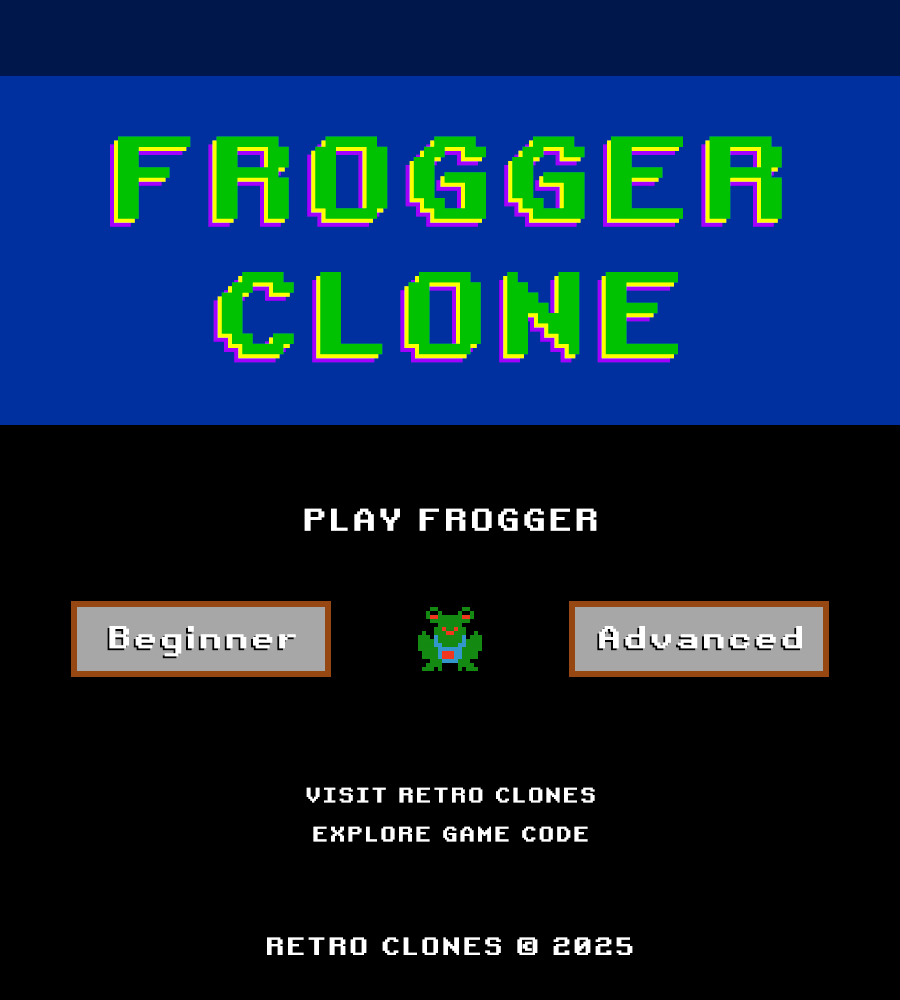 FROGGER
CLONE
PLAY FROGGER
Beginner
Advanced
VISIT RETRO CLONES
EXPLORE GAME CODE
RETRO CLONES © 2025